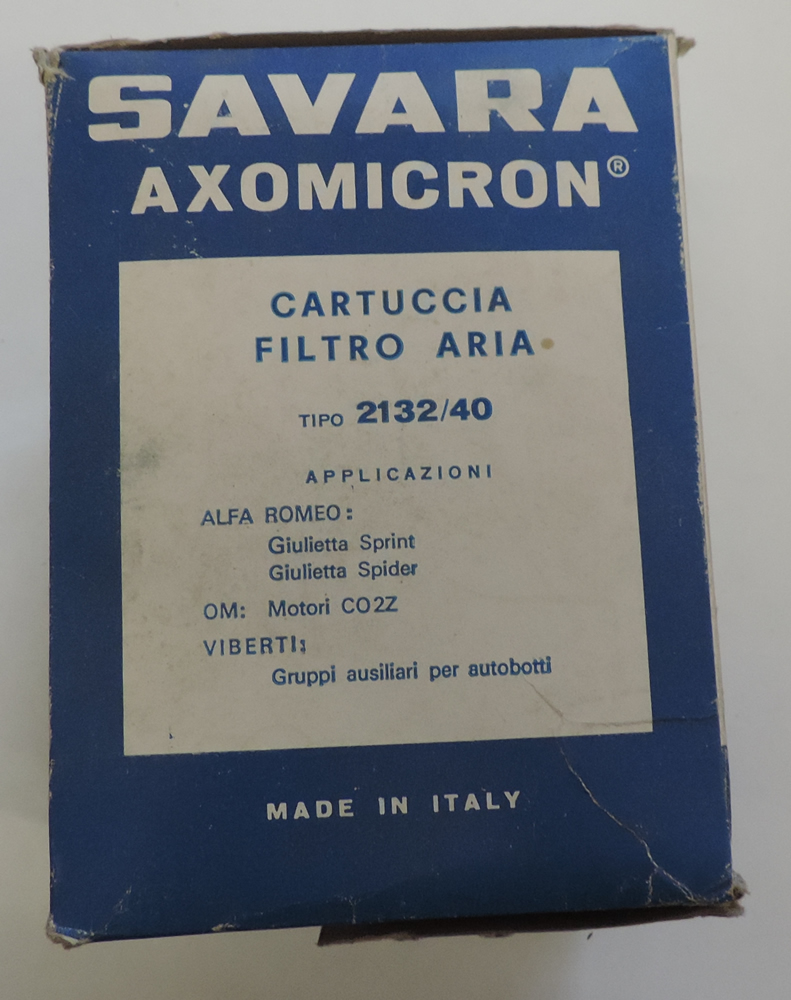 SAVARA
AXOMICRON®
CARTUCCIA
FILTRO ARIA
TIPO 2132/40
APPLICAZIONI
ALFA ROMEO:
Giulietta Sprint
Giulietta Spider
OM: Motori CO2Z
VIBERTI:
Gruppi ausiliari per autobotti
MADE IN ITALY